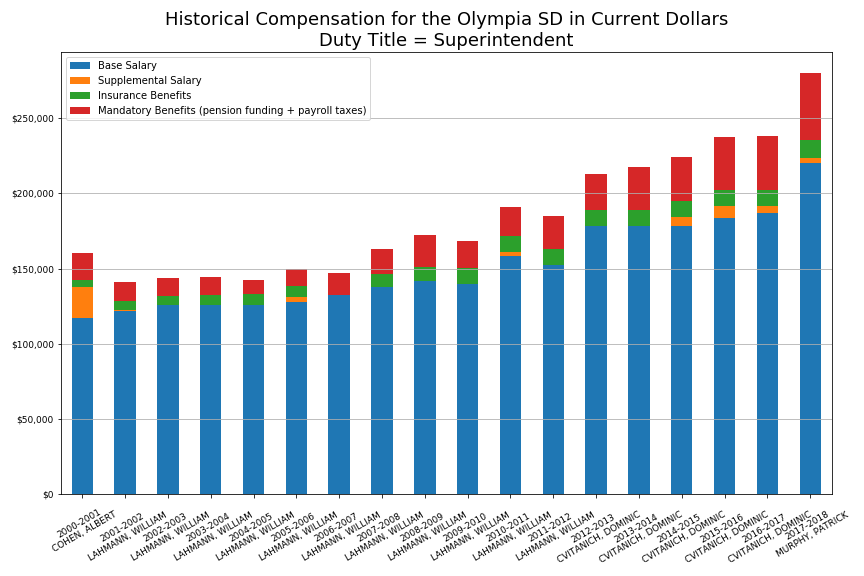 Historical Compensation for the Olympia SD in Current Dollars
Duty Title = Superintendent
Base Salary
Supplemental Salary
Insurance Benefits
Mandatory Benefits (pension funding + payroll taxes)
$250,000
$200,000
$150,000
$100,000
$50,000
$0
2000-2001
COHEN, ALBERT
2001-2002
LAHMANN, WILLIAM
2002-2003
LAHMANN, WILLIAM
2003-2004
LAHMANN, WILLIAM
2004-2005
LAHMANN, WILLIAM
2005-2006
LAHMANN, WILLIAM
2006-2007
LAHMANN, WILLIAM
2007-2008
LAHMANN, WILLIAM
2008-2009
LAHMANN, WILLIAM
2009-2010
LAHMANN, WILLIAM
2010-2011
LAHMANN, WILLIAM
2011-2012
LAHMANN, WILLIAM
2012-2013
CVITANICH, DOMINIC
2013-2014
CVITANICH, DOMINIC
2014-2015
CVITANICH, DOMINIC
2015-2016
CVITANICH, DOMINIC
2016-2017
CVITANICH, DOMINIC
2017-2018
MURPHY, PATRICK